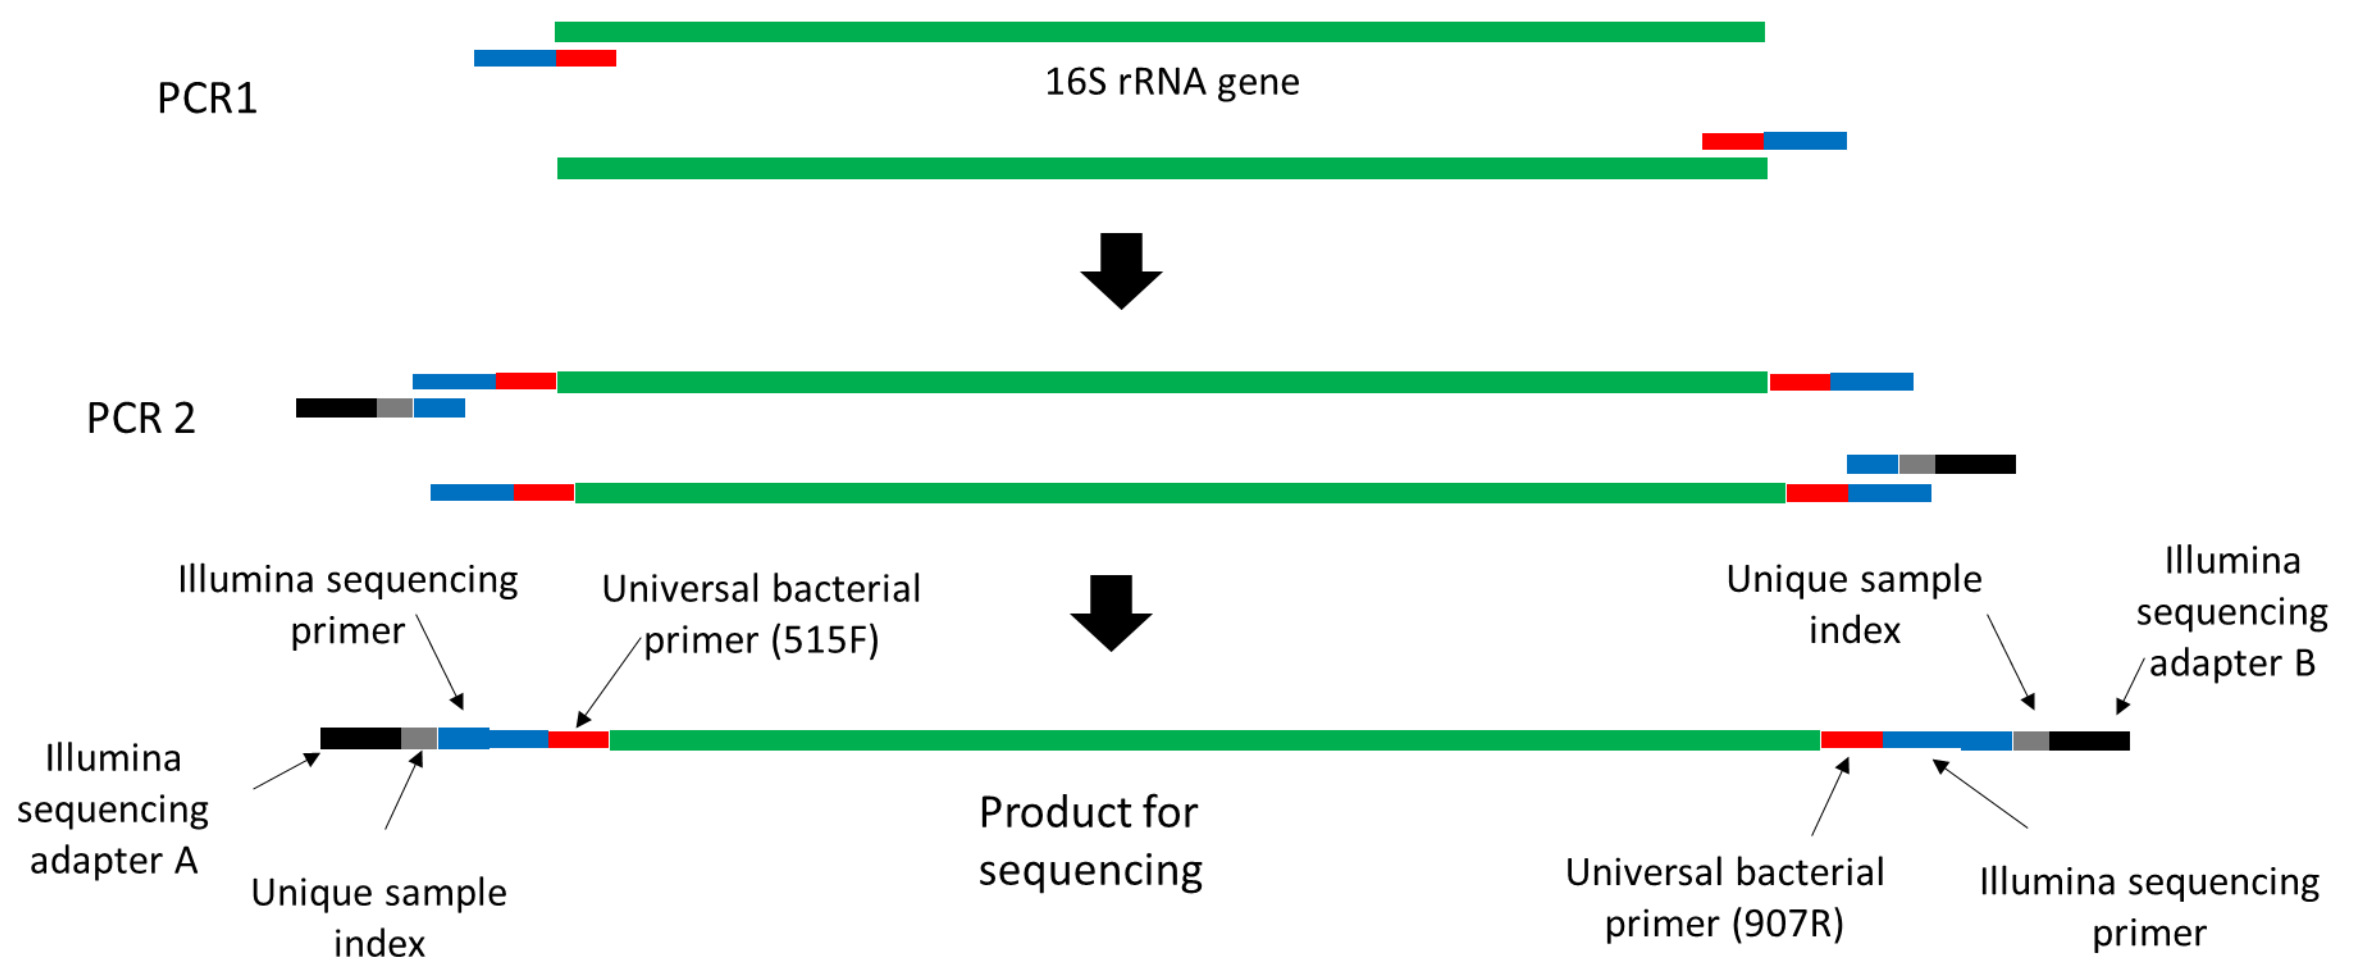 16S rRNA gene
PCR1
PCR 2
Illumina sequencing
primer
Universal bacterial
primer (515F)
Unique sample
index
Illumina
sequencing
adapter B
Illumina
sequencing
adapter A
Unique sample
index
Product for
sequencing
Universal bacterial
primer (907R)
Illumina sequencing
primer